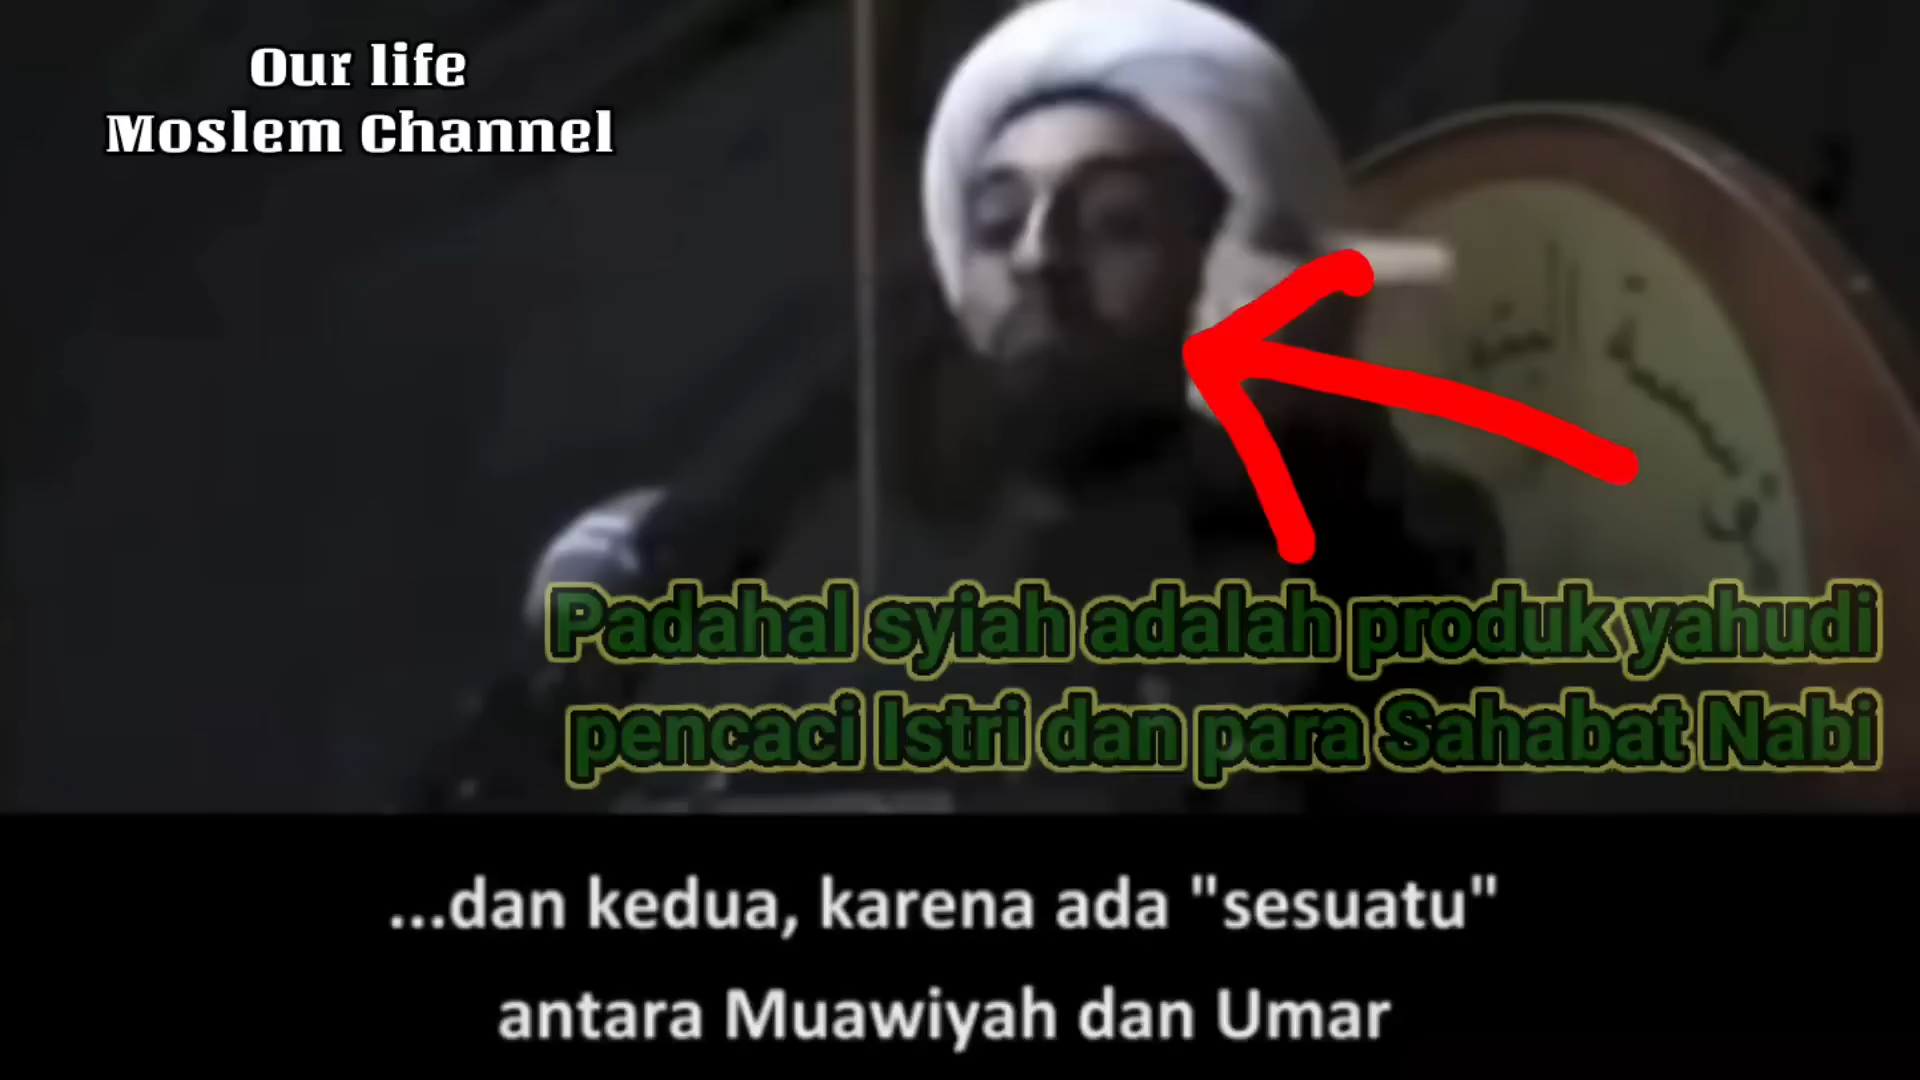 Our life
Moslem Channel
Padahal syiah adalah produk yahudi
pencaci Istri dan para Sahabat Nabi
...dan kedua, karena ada "sesuatu"
antara Muawiyah dan Umar